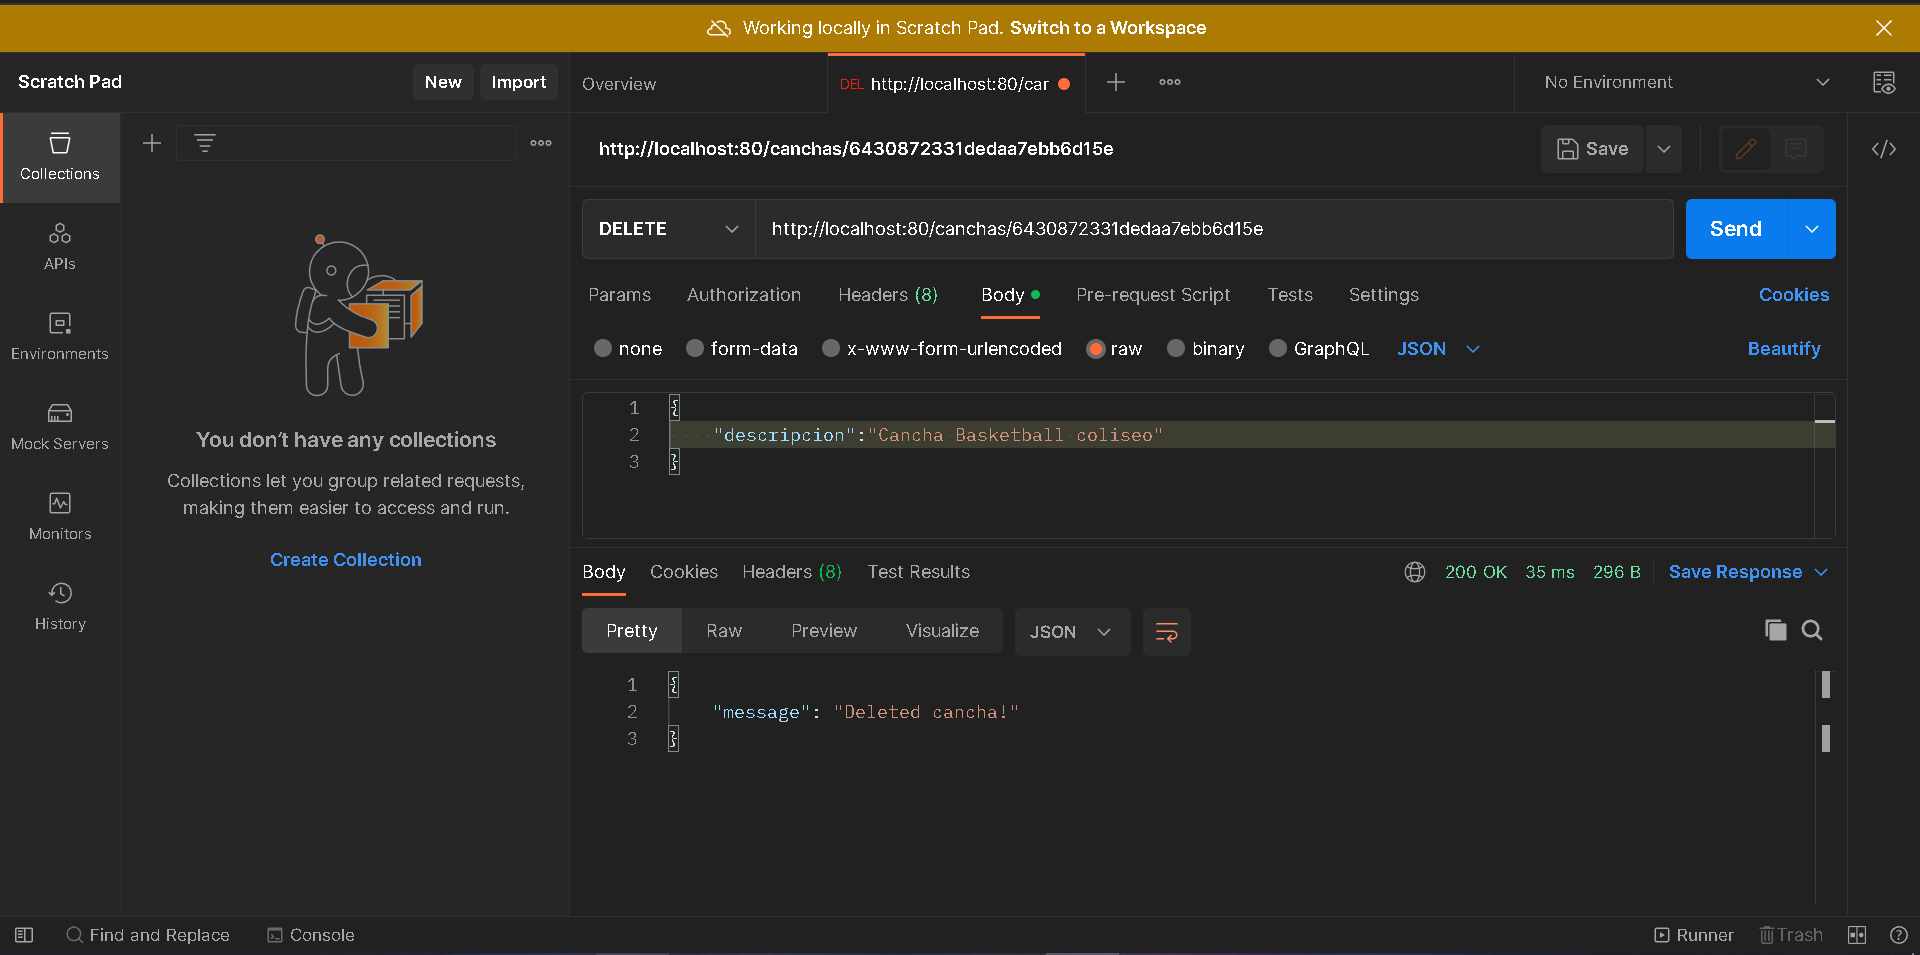 Working locally in Scratch Pad. Switch to a Workspace
Scratch Pad
New
Import
Overview
DEL http://localhost:80/car
No Environment
Collections
APIs
Environments
Mock Servers
Monitors
History
You don't have any collections
Collections let you group related requests,
making them easier to access and run.
Create Collection
http://localhost:80/canchas/6430872331dedaa7ebb6d15e
Save
DELETE
http://localhost:80/canchas/6430872331dedaa7ebb6d15e
Send
Params Authorization Headers (8) Body Pre-request Script Tests Settings Cookies
none form-data x-www-form-urlencoded raw binary GraphQL JSON Beautify
1 {
2 "descripcion":"Cancha Basketball coliseo"
3 }
Body Cookies Headers (8) Test Results 200 OK 35 ms 296 B Save Response
Pretty Raw Preview Visualize JSON
1 {
2 "message": "Deleted cancha!"
3 }
Find and Replace Console Runner Trash